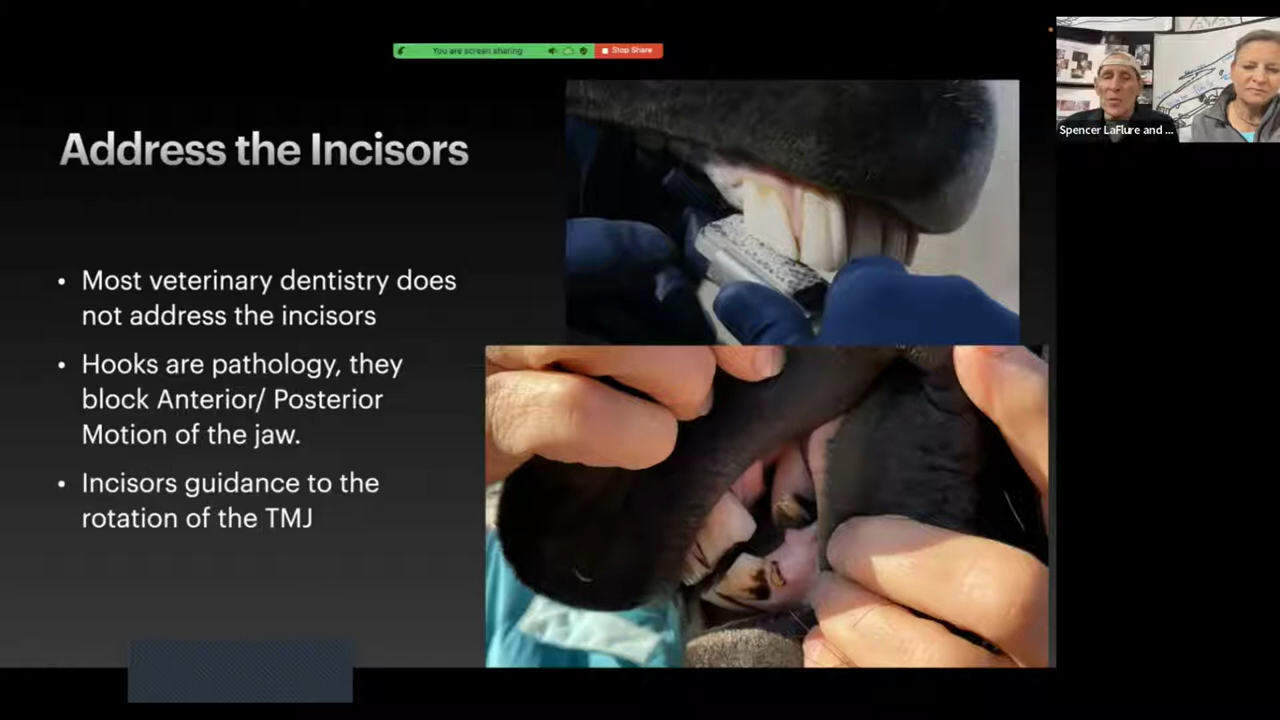 You are screen sharing
Stop Share
Spencer LaFlure and ...
Address the Incisors
• Most veterinary dentistry does
not address the incisors
• Hooks are pathology, they
block Anterior/ Posterior
Motion of the jaw.
• Incisors guidance to the
rotation of the TMJ